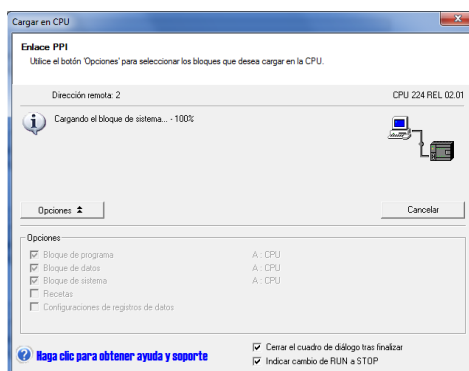 Cargar en CPU
Enlace PPI
Utilice el botón 'Opciones' para seleccionar los bloques que desea cargar en la CPU.
Dirección remota: 2 CPU 224 REL 02.01
Cargando el bloque de sistema... - 100%
Opciones Cancelar
Opciones
Bloque de programa A : CPU
Bloque de datos A : CPU
Bloque de sistema A : CPU
Recetas
Configuraciones de registros de datos
Haga clic para obtener ayuda y soporte
Cerrar el cuadro de diálogo tras finalizar
Indicar cambio de RUN a STOP